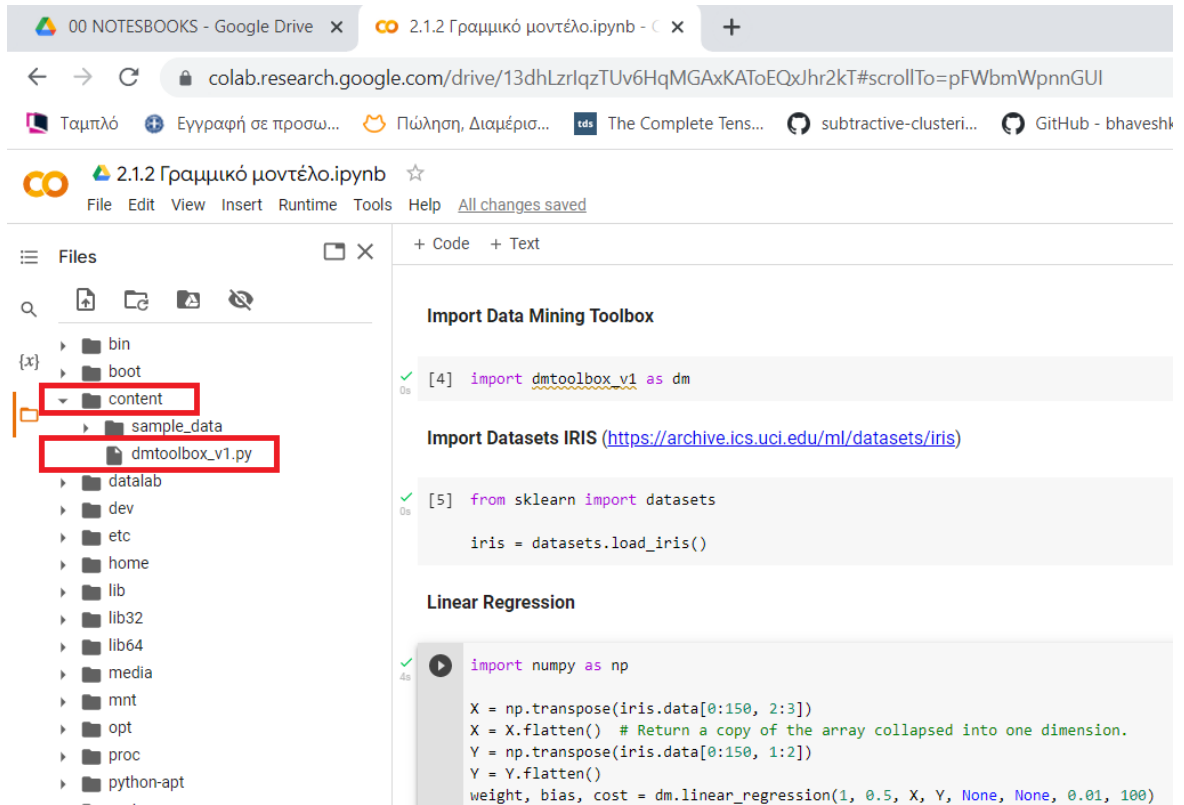 00 NOTESBOOKS - Google Drive
2.1.2 Γραμμικό μοντέλο.ipynb - C
colab.research.google.com/drive/13dhLzrIqzTUv6HqMGAxKAToEQxJhr2kT#scrollTo=pFWbmWpnnGUI
Ταμπλό Εγγραφή σε προσω... Πώληση, Διαμέρισ... tds The Complete Tens... subtractive-clusteri... GitHub - bhaveshk
CO 2.1.2 Γραμμικό μοντέλο.ipynb
File Edit View Insert Runtime Tools Help All changes saved
Files
bin
{x}
boot
content
sample_data
dmtoolbox_v1.py
datalab
dev
etc
home
lib
lib32
lib64
media
mnt
opt
proc
python-apt
+ Code + Text
Import Data Mining Toolbox
[4] import dmtoolbox_v1 as dm
0s
Import Datasets IRIS (https://archive.ics.uci.edu/ml/datasets/iris)
[5] from sklearn import datasets
0s
iris = datasets.load_iris()
Linear Regression
import numpy as np
4s
X = np.transpose(iris.data[0:150, 2:3])
X = X.flatten() # Return a copy of the array collapsed into one dimension.
Y = np.transpose(iris.data[0:150, 1:2])
Y = Y.flatten()
weight, bias, cost = dm.linear_regression(1, 0.5, X, Y, None, None, 0.01, 100)